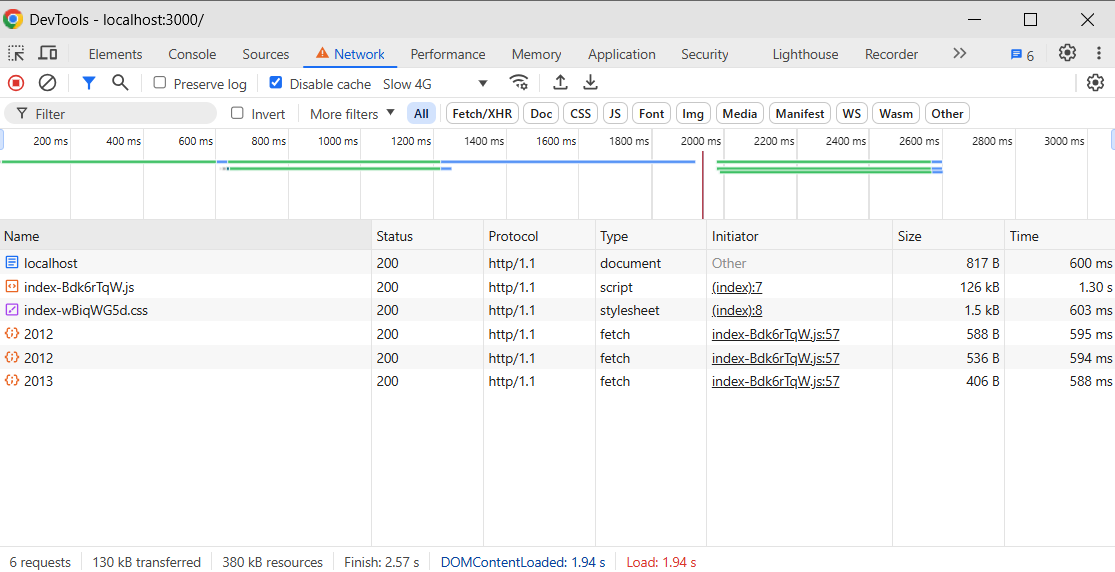 DevTools - localhost:3000/
Elements Console Sources Network Performance Memory Application Security Lighthouse Recorder 6
Preserve log Disable cache Slow 4G
Filter Invert More filters All Fetch/XHR Doc CSS JS Font Img Media Manifest WS Wasm Other
200 ms 400 ms 600 ms 800 ms 1000 ms 1200 ms 1400 ms 1600 ms 1800 ms 2000 ms 2200 ms 2400 ms 2600 ms 2800 ms 3000 ms
Name Status Protocol Type Initiator Size Time
localhost 200 http/1.1 document Other 817 B 600 ms
index-Bdk6rTqW.js 200 http/1.1 script (index):7 126 kB 1.30 s
index-wBiqWG5d.css 200 http/1.1 stylesheet (index):8 1.5 kB 603 ms
2012 200 http/1.1 fetch index-Bdk6rTqW.js:57 588 B 595 ms
2012 200 http/1.1 fetch index-Bdk6rTqW.js:57 536 B 594 ms
2013 200 http/1.1 fetch index-Bdk6rTqW.js:57 406 B 588 ms
6 requests 130 kB transferred 380 kB resources Finish: 2.57 s DOMContentLoaded: 1.94 s Load: 1.94 s